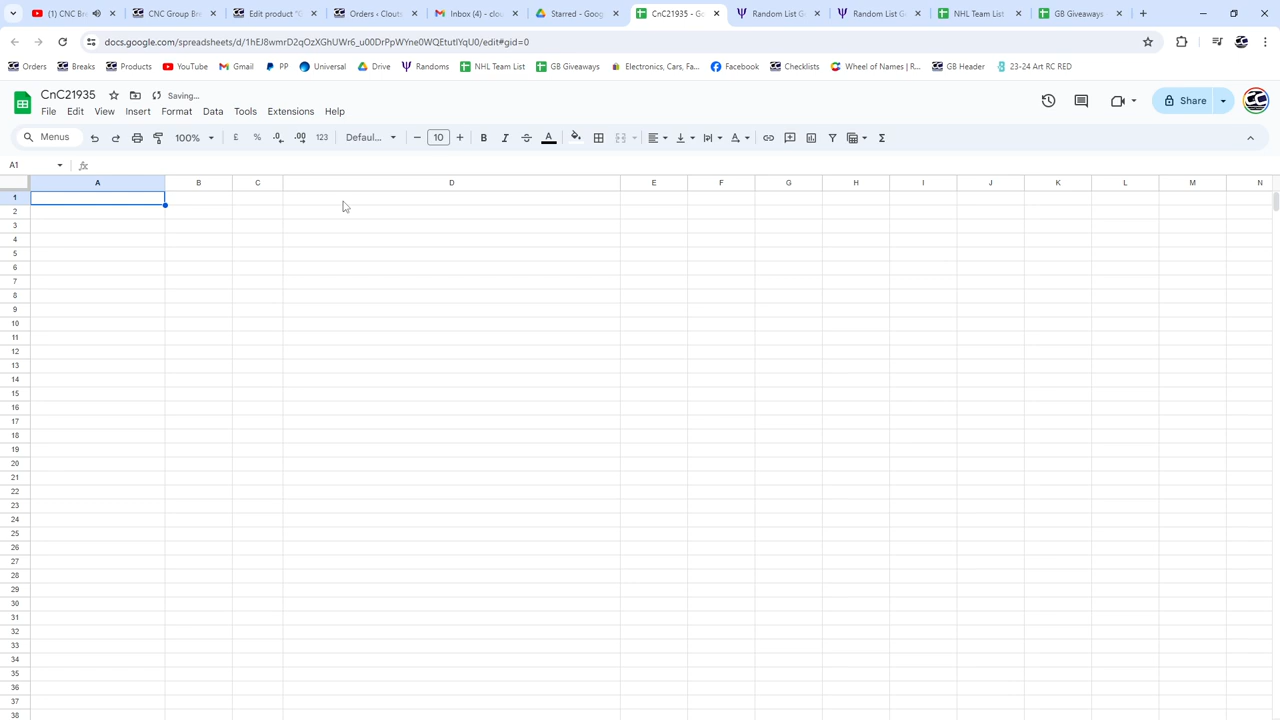 (1) CNC Br
CNC Group Bre
Edit product "G
Orders ‹ Clouts
Inbox (4) - clou
Starred - Goog
CnC21935 - G
Random List G
Random List G
NHL Team List
GB Giveaways
docs.google.com/spreadsheets/d/1hEJ8wmrD2qOzXGhUWr6_u00DrPpWYne0WQEtutIYqU0/edit#gid=0
Orders Breaks Products YouTube Gmail PP Universal Drive Randoms NHL Team List GB Giveaways Electronics, Cars, Fa... Facebook Checklists Wheel of Names | R... GB Header 23-24 Art RC RED
CnC21935 Saving...
File Edit View Insert Format Data Tools Extensions Help
Share
Menus 100% £ % .0 .00 123 Defaul... 10 B I S A Σ
A1 fx
A B C D E F G H I J K L M N
1
2
3
4
5
6
7
8
9
10
11
12
13
14
15
16
17
18
19
20
21
22
23
24
25
26
27
28
29
30
31
32
33
34
35
36
37
38